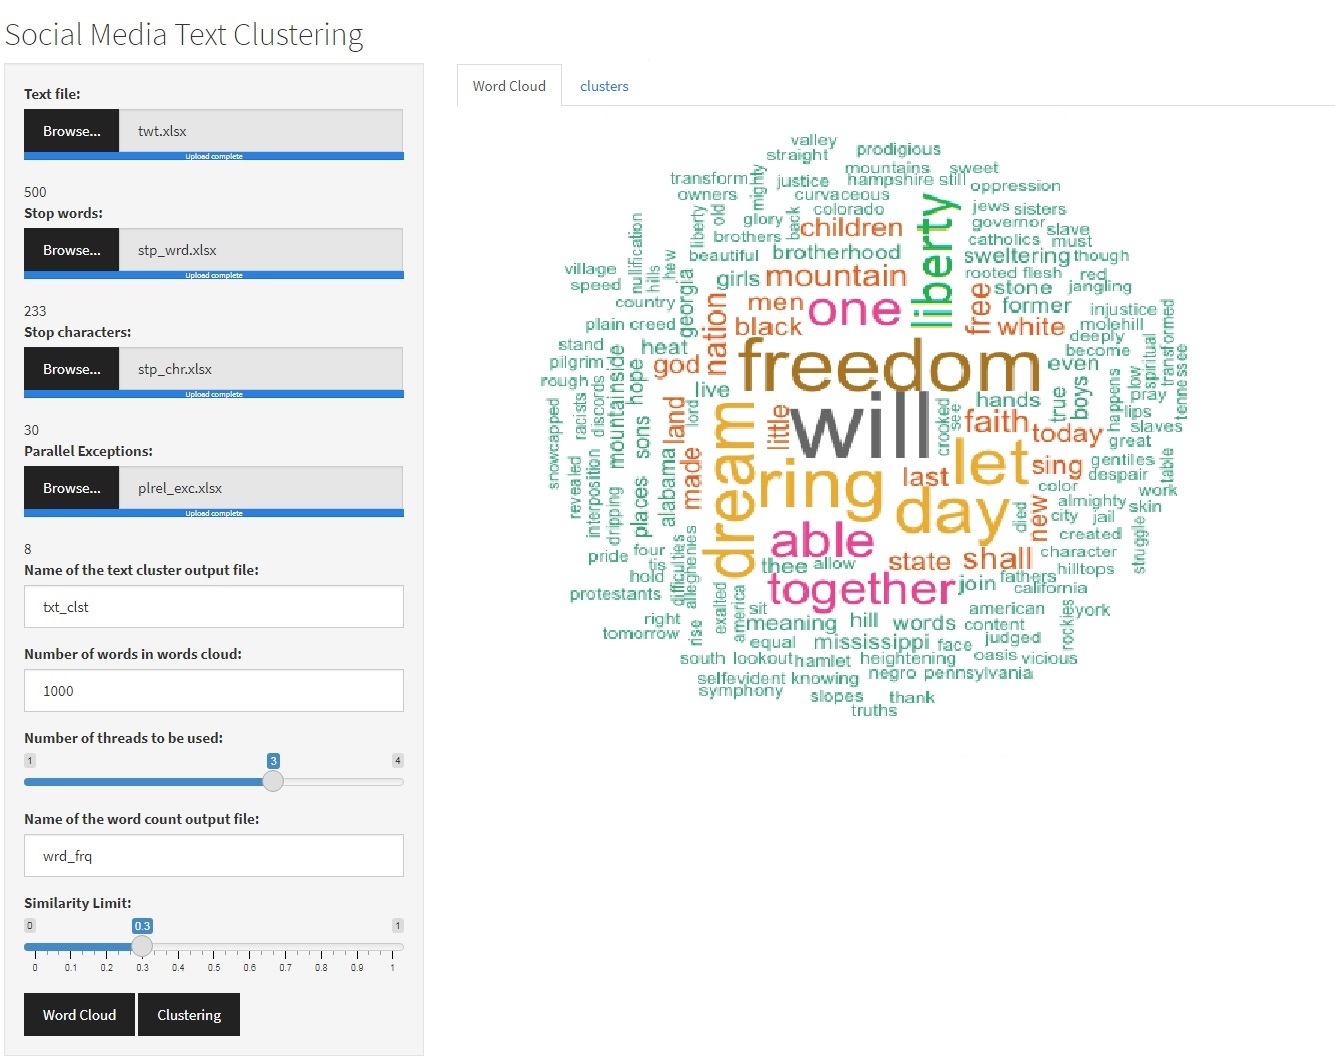 Social Media Text Clustering
Text file:
Browse... twt.xlsx
Upload complete
500
Stop words:
Browse... stp_wrd.xlsx
Upload complete
233
Stop characters:
Browse... stp_chr.xlsx
Upload complete
30
Parallel Exceptions:
Browse... plrel_exc.xlsx
Upload complete
8
Name of the text cluster output file:
txt_clst
Number of words in words cloud:
1000
Number of threads to be used:
1 3 4
Name of the word count output file:
wrd_frq
Similarity Limit:
0 0.3 1
0 0.1 0.2 0.3 0.4 0.5 0.6 0.7 0.8 0.9 1
Word Cloud Clustering
Word Cloud clusters
valley
straight prodigious
mountains sweet
transform mighty justice hampshire still oppression
owners curvaceous
liberty old colorado liberty jews sisters
glory back children governor slave
brothers catholics must
nullification beautiful brotherhood sweltering though
hew village hills georgia girls mountain rooted flesh red
speed free stone jangling
country nation men one former injustice
plain creed black white molehill
deeply
stand heat freedom become
pilgrim mountainside hope god even spiritual transformed tennessee
rough racists discords live boys true happens low pray
snowcapped land lord little will crooked see hands lips
sons faith today slaves
great
dream let
revealed interposition dripping places alabama made ring last sing gentiles table
despair
color work
day new almighty skin
died city jail
able created struggle
pride four state shall character
tis difficulties alleghenies thee allow hilltops
hold together join fathers
california
protestants exalted america sit american rockies york
right rise meaning hill words content
tomorrow equal mississippi face judged
south lookout hamlet heightening oasis vicious
selfevident knowing negro pennsylvania
symphony slopes thank
truths